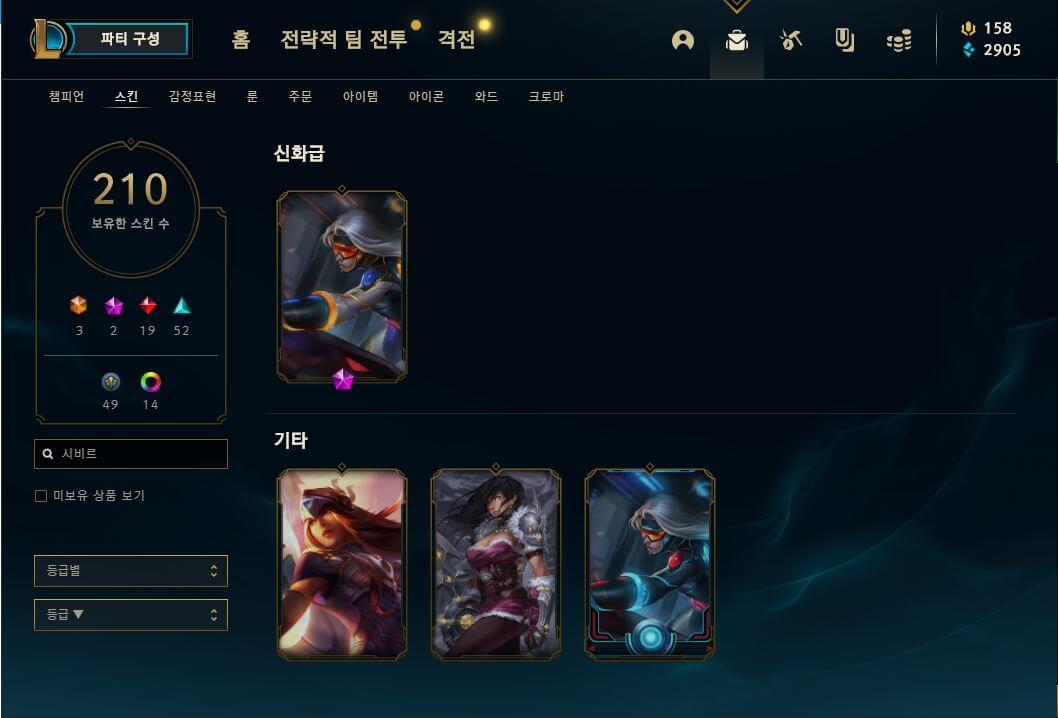 파티 구성
홈
전략적 팀 전투
격전
158
2905
챔피언
스킨
감정표현
룬
주문
아이템
아이콘
와드
크로마
210
보유한 스킨 수
3
2
19
52
49
14
시비르
미보유 상품 보기
등급별
등급 ▼
신화급
기타